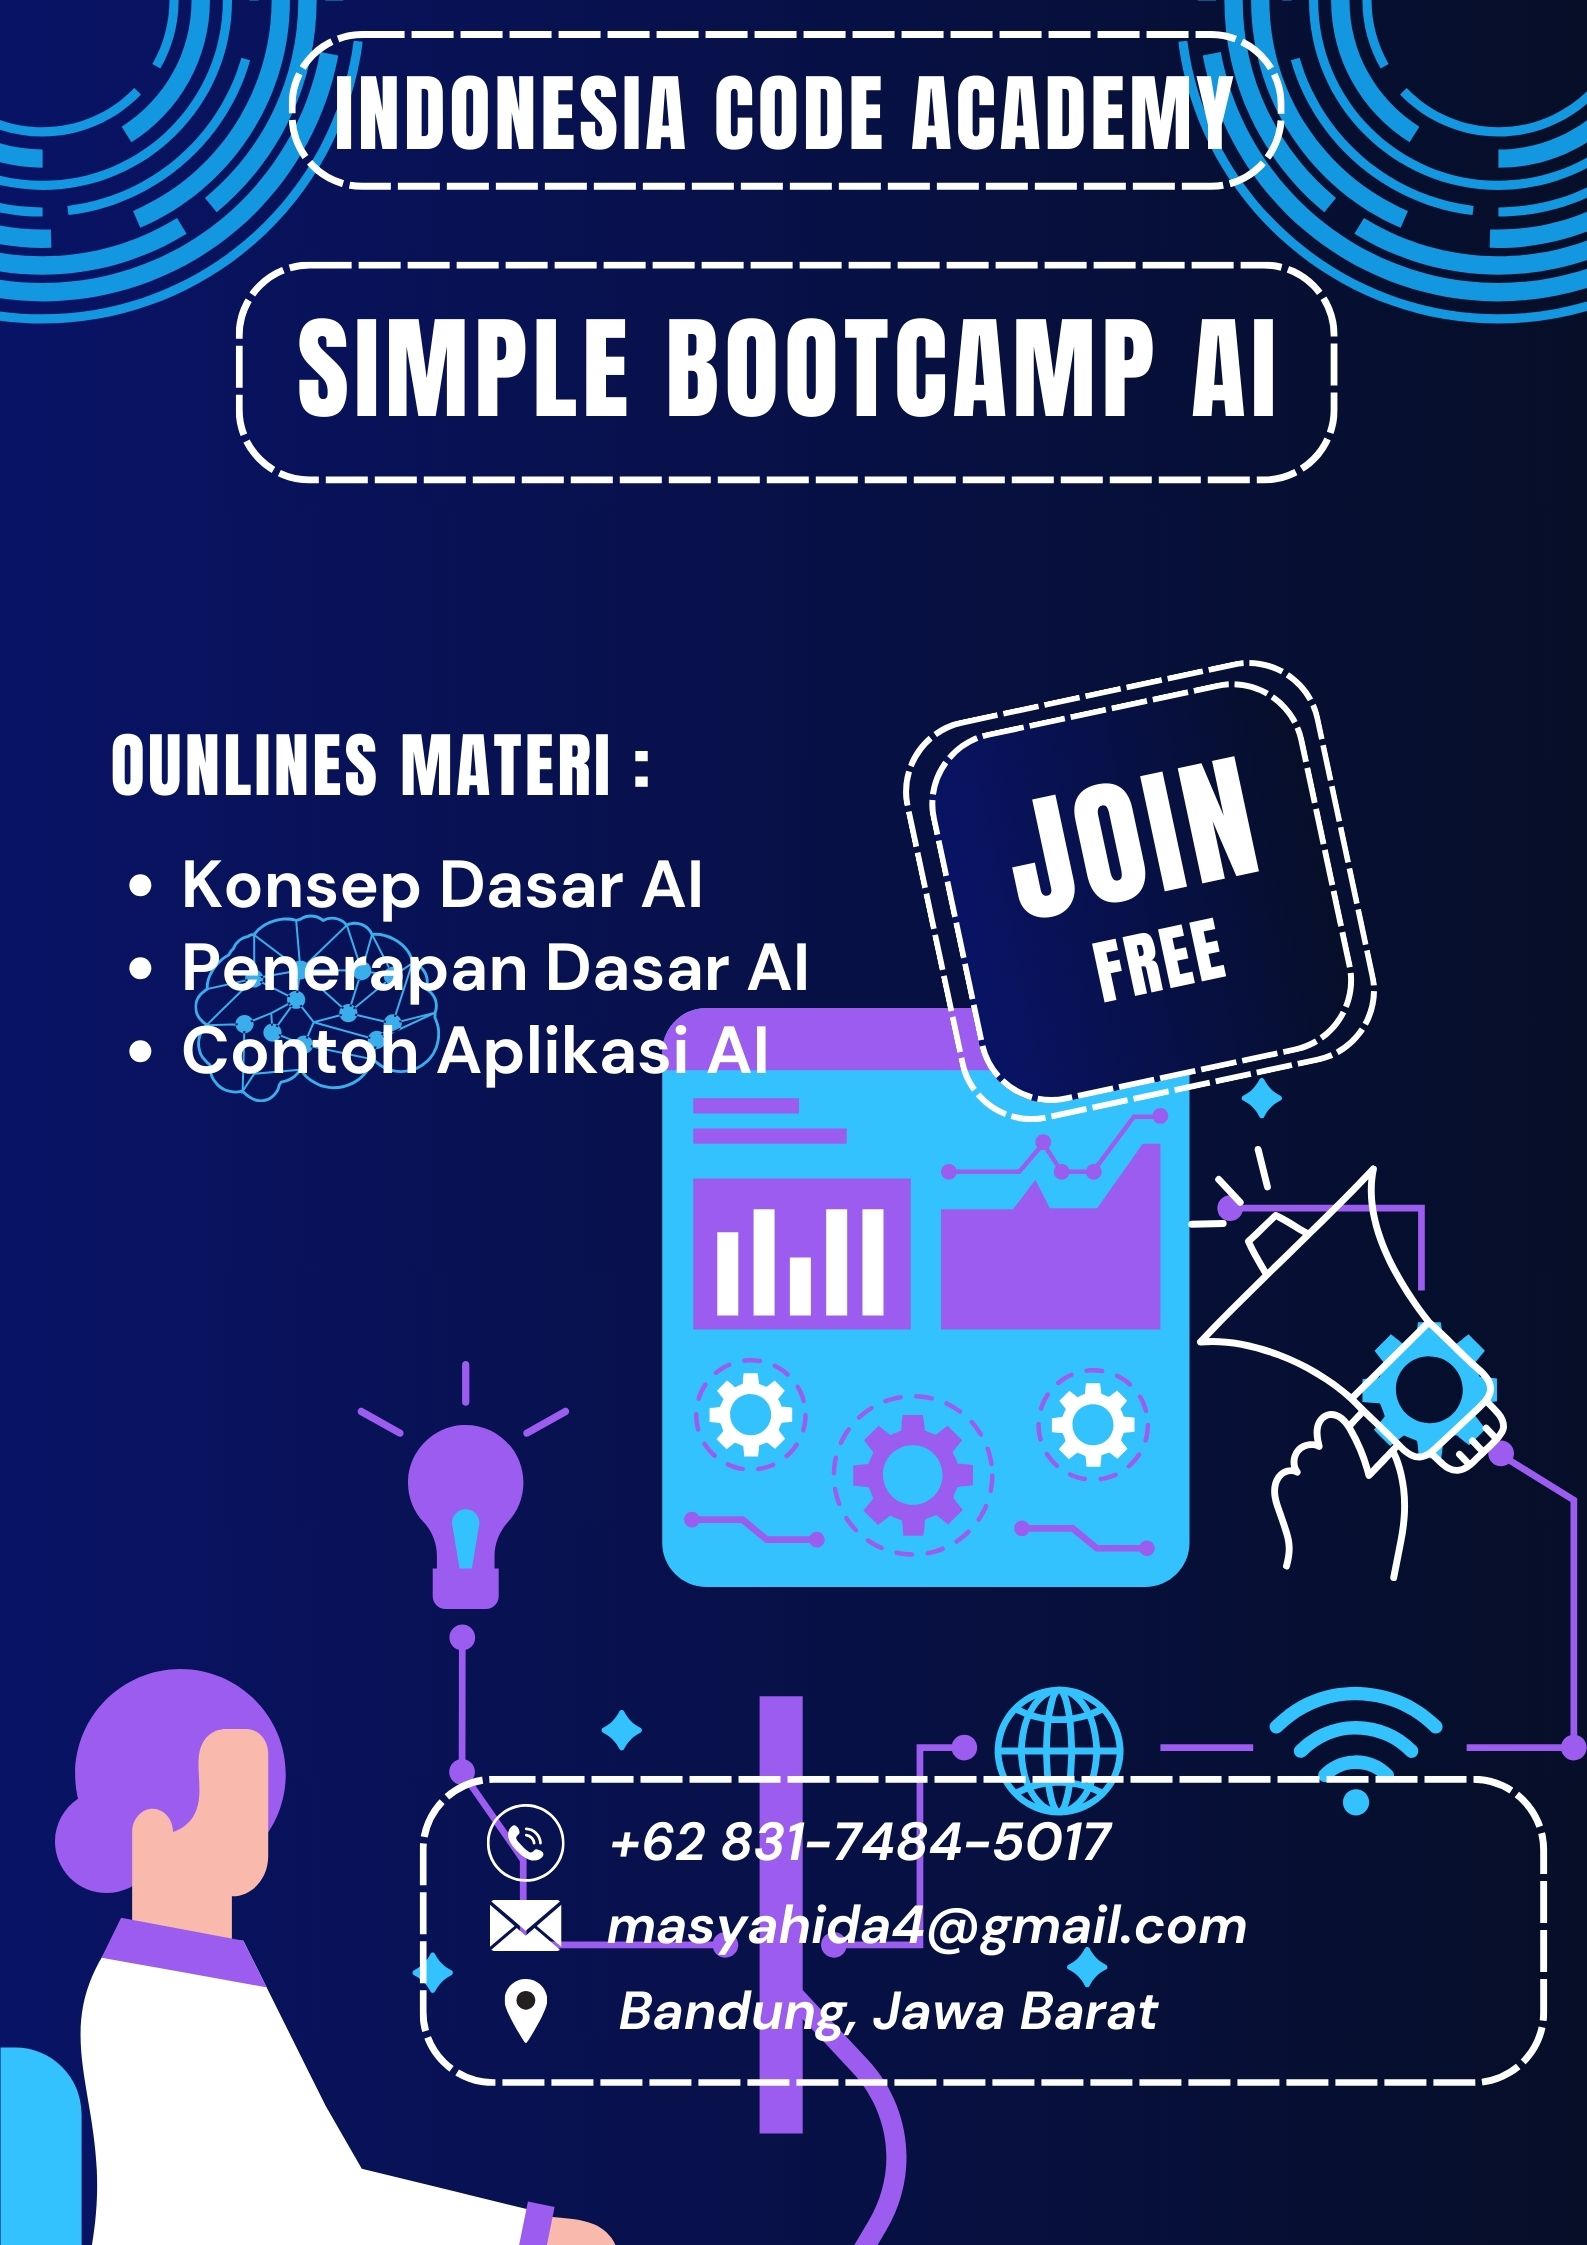 INDONESIA CODE ACADEMY
SIMPLE BOOTCAMP AI
OUNLINES MATERI :
• Konsep Dasar AI
• Penerapan Dasar AI
• Contoh Aplikasi AI
JOIN
FREE
+62 831-7484-5017
masyahida4@gmail.com
Bandung, Jawa Barat